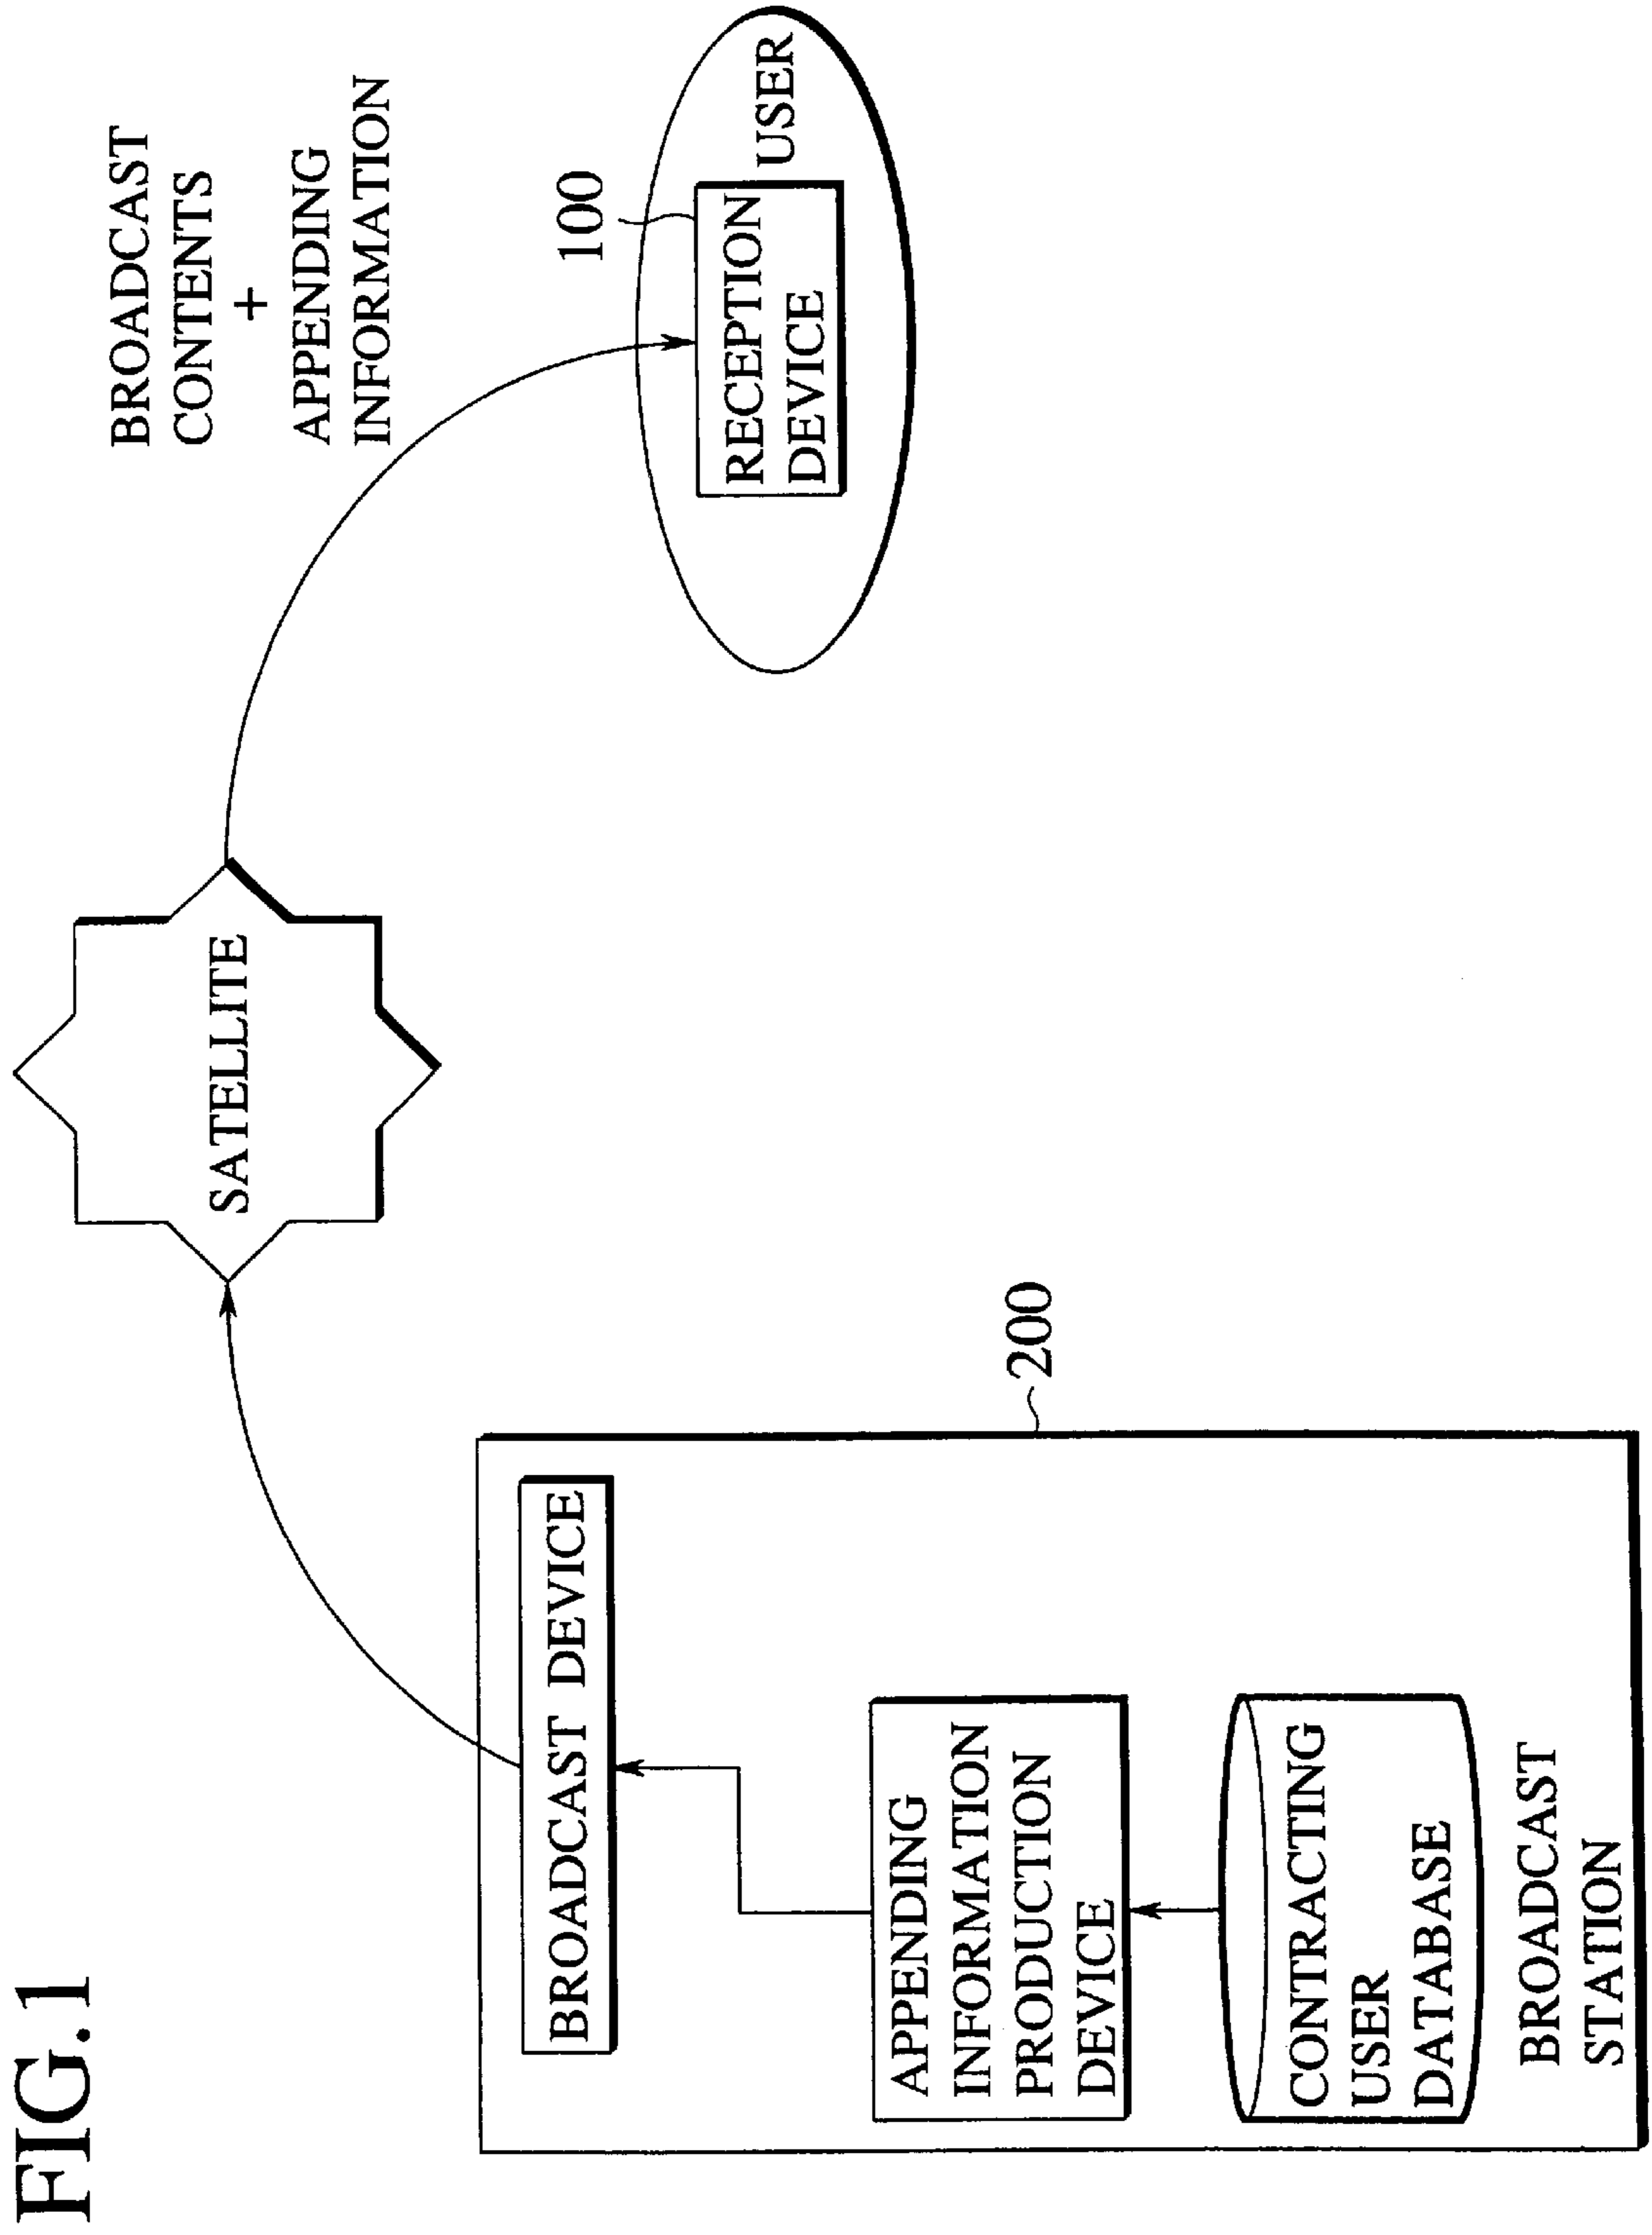 FIG.1
SATELLITE
BROADCAST
CONTENTS
+
APPENDING
INFORMATION
100
RECEPTION
DEVICE
USER
200
BROADCAST DEVICE
APPENDING
INFORMATION
PRODUCTION
DEVICE
CONTRACTING
USER
DATABASE
BROADCAST
STATION